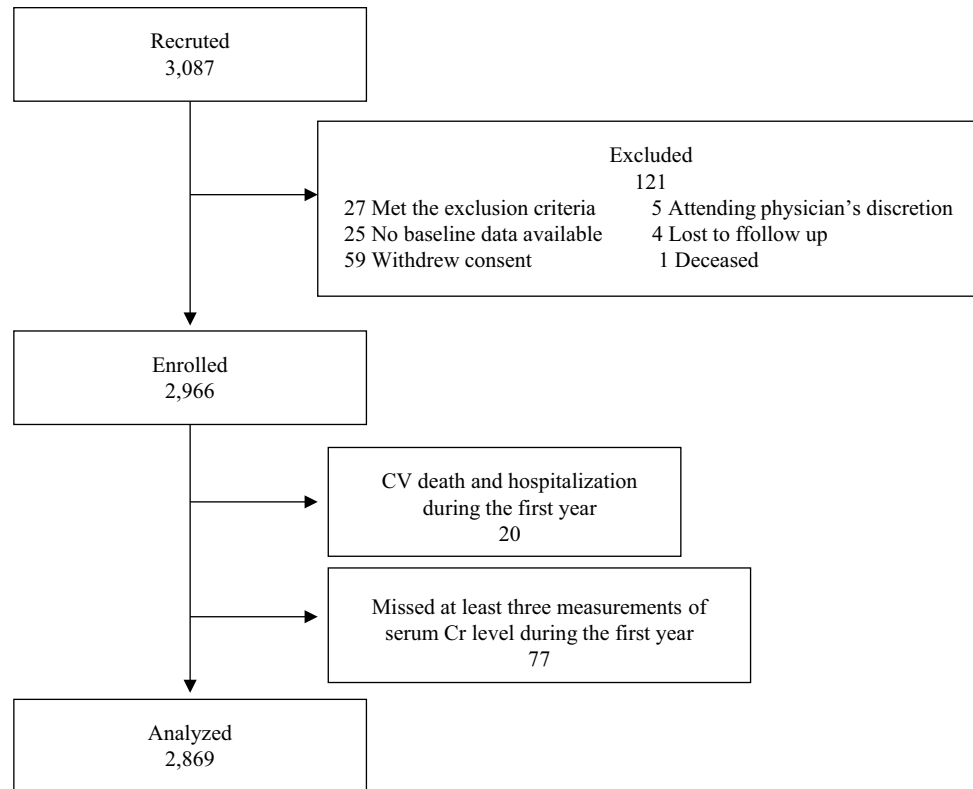 Recruted
3,087
Excluded
121
27 Met the exclusion criteria 5 Attending physician’s discretion
25 No baseline data available 4 Lost to ffollow up
59 Withdrew consent 1 Deceased
Enrolled
2,966
CV death and hospitalization
during the first year
20
Missed at least three measurements of
serum Cr level during the first year
77
Analyzed
2,869